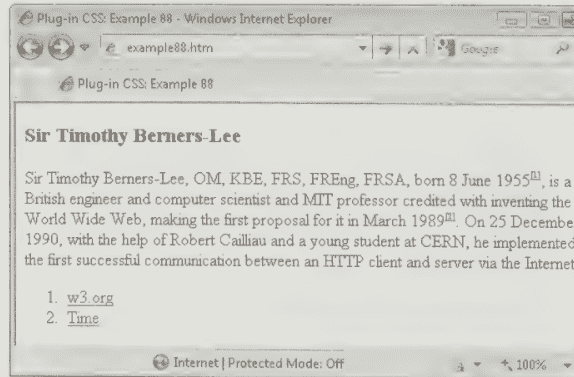 Plug-in CSS: Example 88 - Windows Internet Explorer
example88.htm
Google
Plug-in CSS: Example 88
Sir Timothy Berners-Lee
Sir Timothy Berners-Lee, OM, KBE, FRS, FREng, FRSA, born 8 June 1955[1], is a
British engineer and computer scientist and MIT professor credited with inventing the
World Wide Web, making the first proposal for it in March 1989[2]. On 25 Decembe
1990, with the help of Robert Cailliau and a young student at CERN, he implemented
the first successful communication between an HTTP client and server via the Internet
1. w3.org
2. Time
Internet | Protected Mode: Off
100%